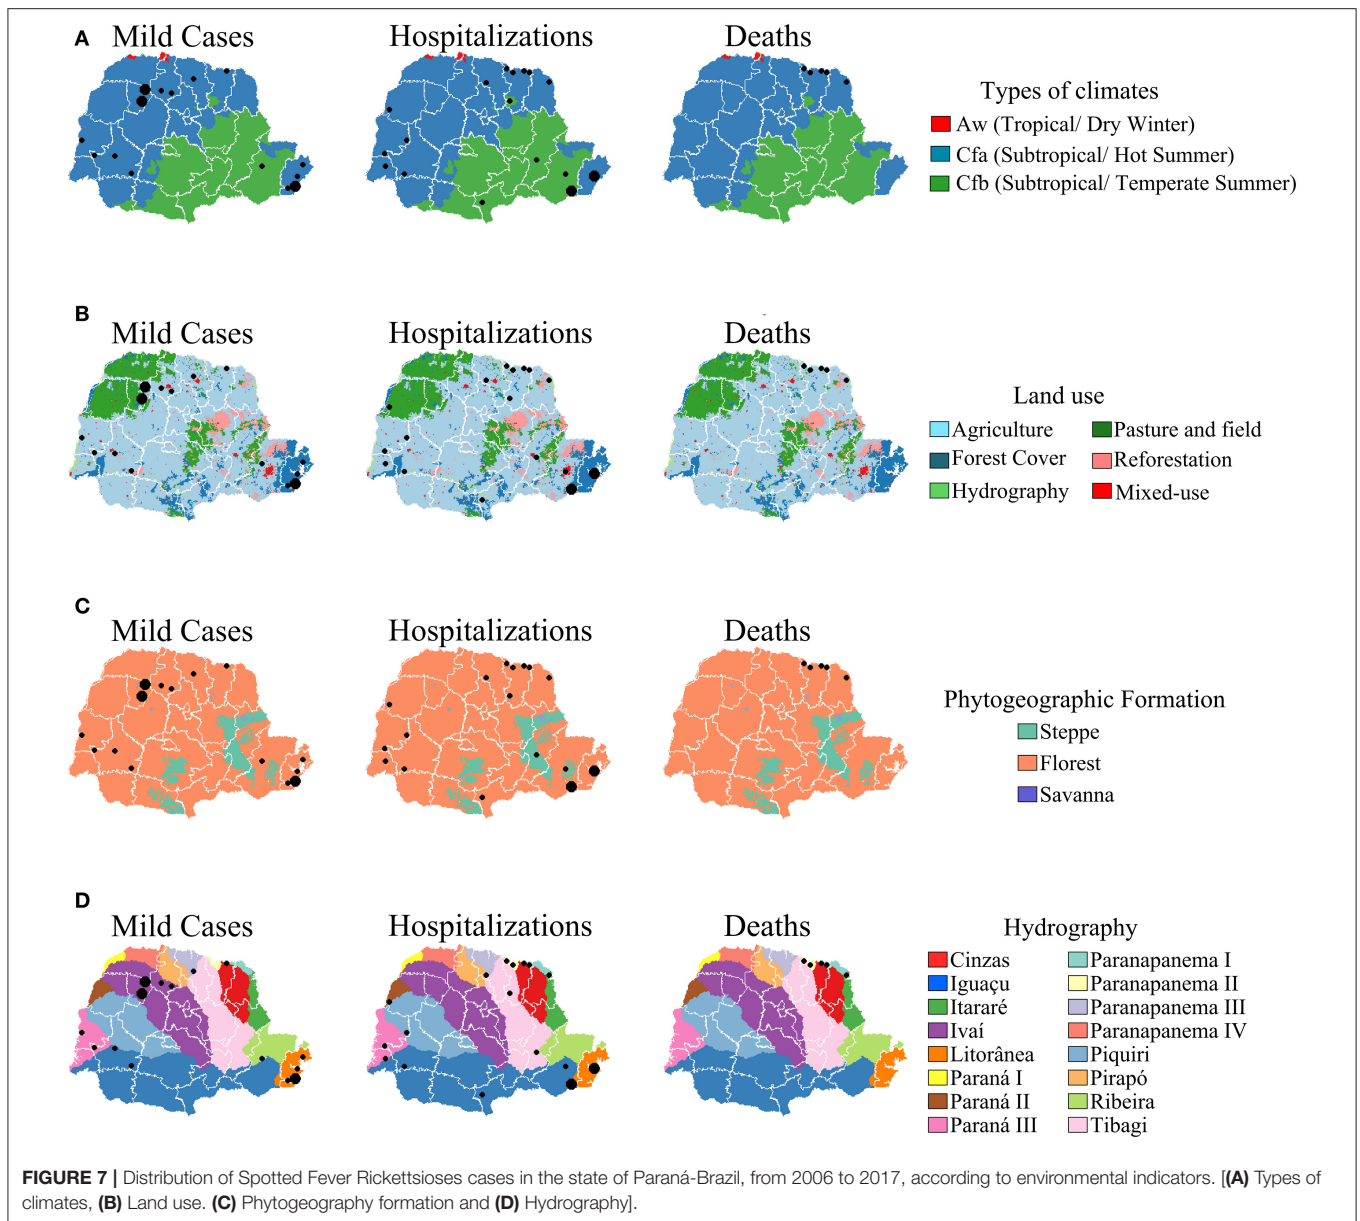 A
Mild Cases
Hospitalizations
Deaths
Types of climates
Aw (Tropical/ Dry Winter)
Cfa (Subtropical/ Hot Summer)
Cfb (Subtropical/ Temperate Summer)
B
Mild Cases
Hospitalizations
Deaths
Land use
Agriculture
Forest Cover
Hydrography
Pasture and field
Reforestation
Mixed-use
C
Mild Cases
Hospitalizations
Deaths
Phytogeographic Formation
Steppe
Florest
Savanna
D
Mild Cases
Hospitalizations
Deaths
Hydrography
Cinzas
Iguaçu
Itararé
Ivaí
Litorânea
Paraná I
Paraná II
Paraná III
Paranapanema I
Paranapanema II
Paranapanema III
Paranapanema IV
Piquiri
Pirapó
Ribeira
Tibagi
FIGURE 7 | Distribution of Spotted Fever Rickettsioses cases in the state of Paraná-Brazil, from 2006 to 2017, according to environmental indicators. [(A) Types of
climates, (B) Land use. (C) Phytogeography formation and (D) Hydrography].